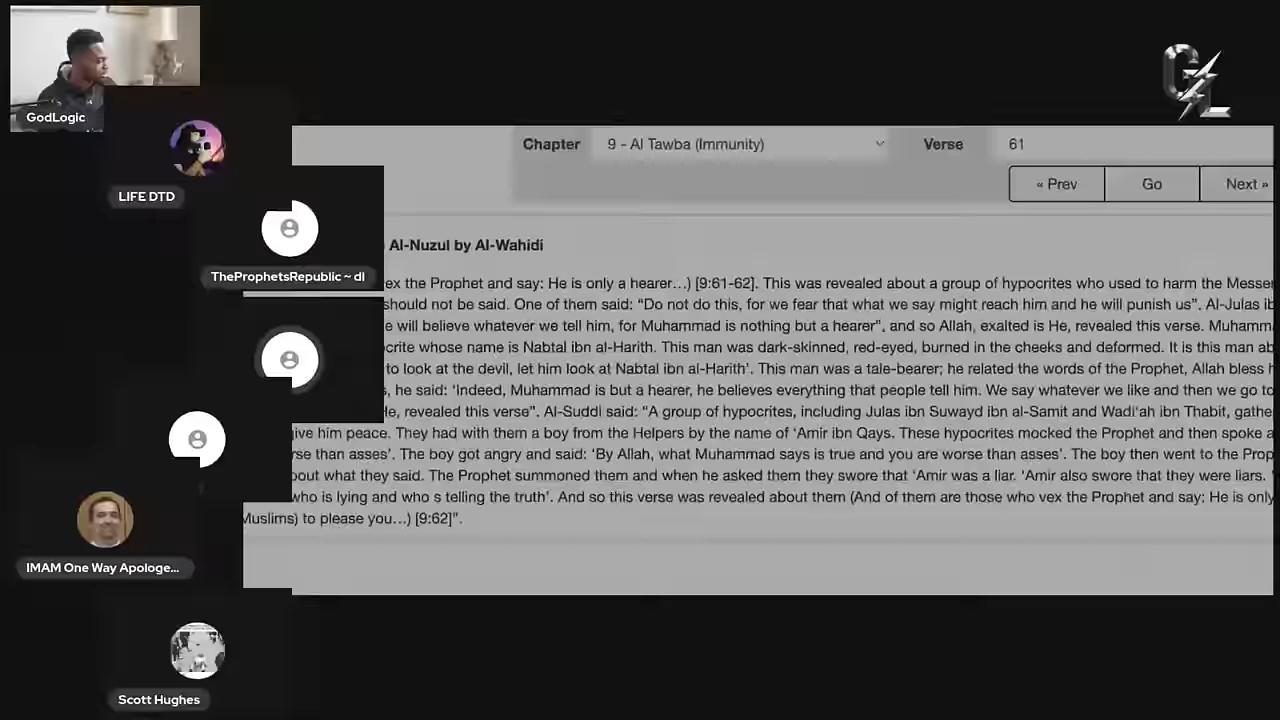 GodLogic
LIFE DTD
TheProphetsRepublic ~ dl
IMAM One Way Apologe...
Scott Hughes
GL
Chapter 9 - Al Tawba (Immunity) Verse 61
« Prev Go Next »
Al-Nuzul by Al-Wahidi
ex the Prophet and say: He is only a hearer…) [9:61-62]. This was revealed about a group of hypocrites who used to harm the Messen
should not be said. One of them said: “Do not do this, for we fear that what we say might reach him and he will punish us”. Al-Julas ib
e will believe whatever we tell him, for Muhammad is nothing but a hearer”, and so Allah, exalted is He, revealed this verse. Muhamm
crite whose name is Nabtal ibn al-Harith. This man was dark-skinned, red-eyed, burned in the cheeks and deformed. It is this man ab
to look at the devil, let him look at Nabtal ibn al-Harith’. This man was a tale-bearer; he related the words of the Prophet, Allah bless h
s, he said: ‘Indeed, Muhammad is but a hearer, he believes everything that people tell him. We say whatever we like and then we go to
He, revealed this verse”. Al-Suddi said: “A group of hypocrites, including Julas ibn Suwayd ibn al-Samit and Wadi‘ah ibn Thabit, gathe
give him peace. They had with them a boy from the Helpers by the name of ‘Amir ibn Qays. These hypocrites mocked the Prophet and then spoke a
rse than asses’. The boy got angry and said: ‘By Allah, what Muhammad says is true and you are worse than asses’. The boy then went to the Prop
bout what they said. The Prophet summoned them and when he asked them they swore that ‘Amir was a liar. ‘Amir also swore that they were liars. ‘
who is lying and who s telling the truth’. And so this verse was revealed about them (And of them are those who vex the Prophet and say: He is only
Muslims) to please you…) [9:62]”.